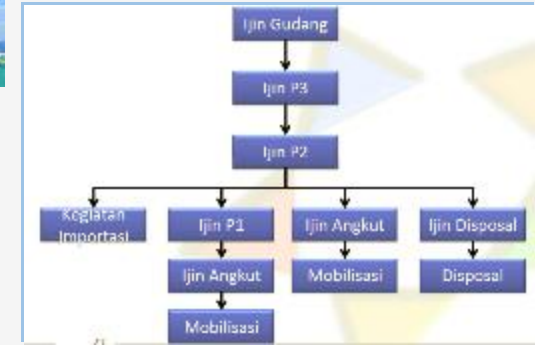 Ijin Gudang
Ijin P3
Ijin P2
Kegiatan
Importasi
Ijin P1
Ijin Angkut
Ijin Disposal
Ijin Angkut
Mobilisasi
Disposal
Mobilisasi